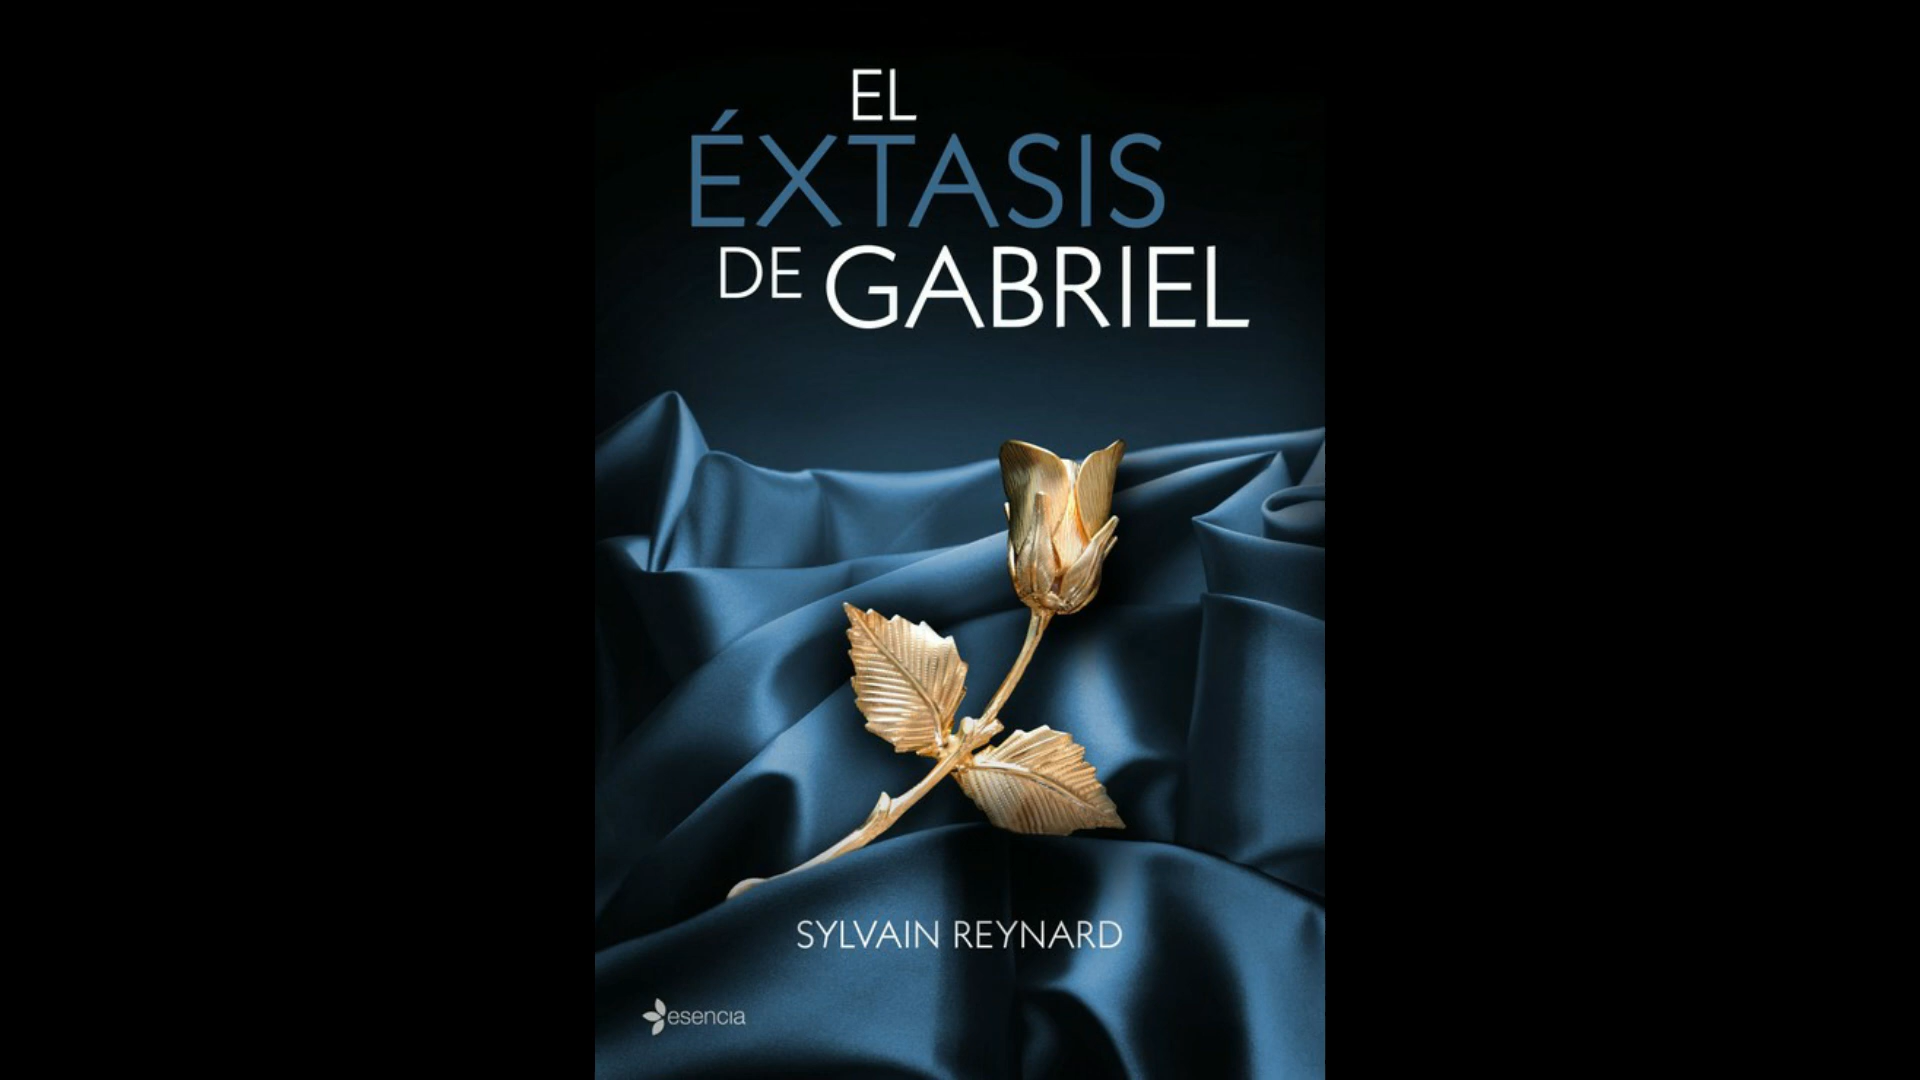 EL
ÉXTASIS
DE GABRIEL
SYLVAIN REYNARD
esencia